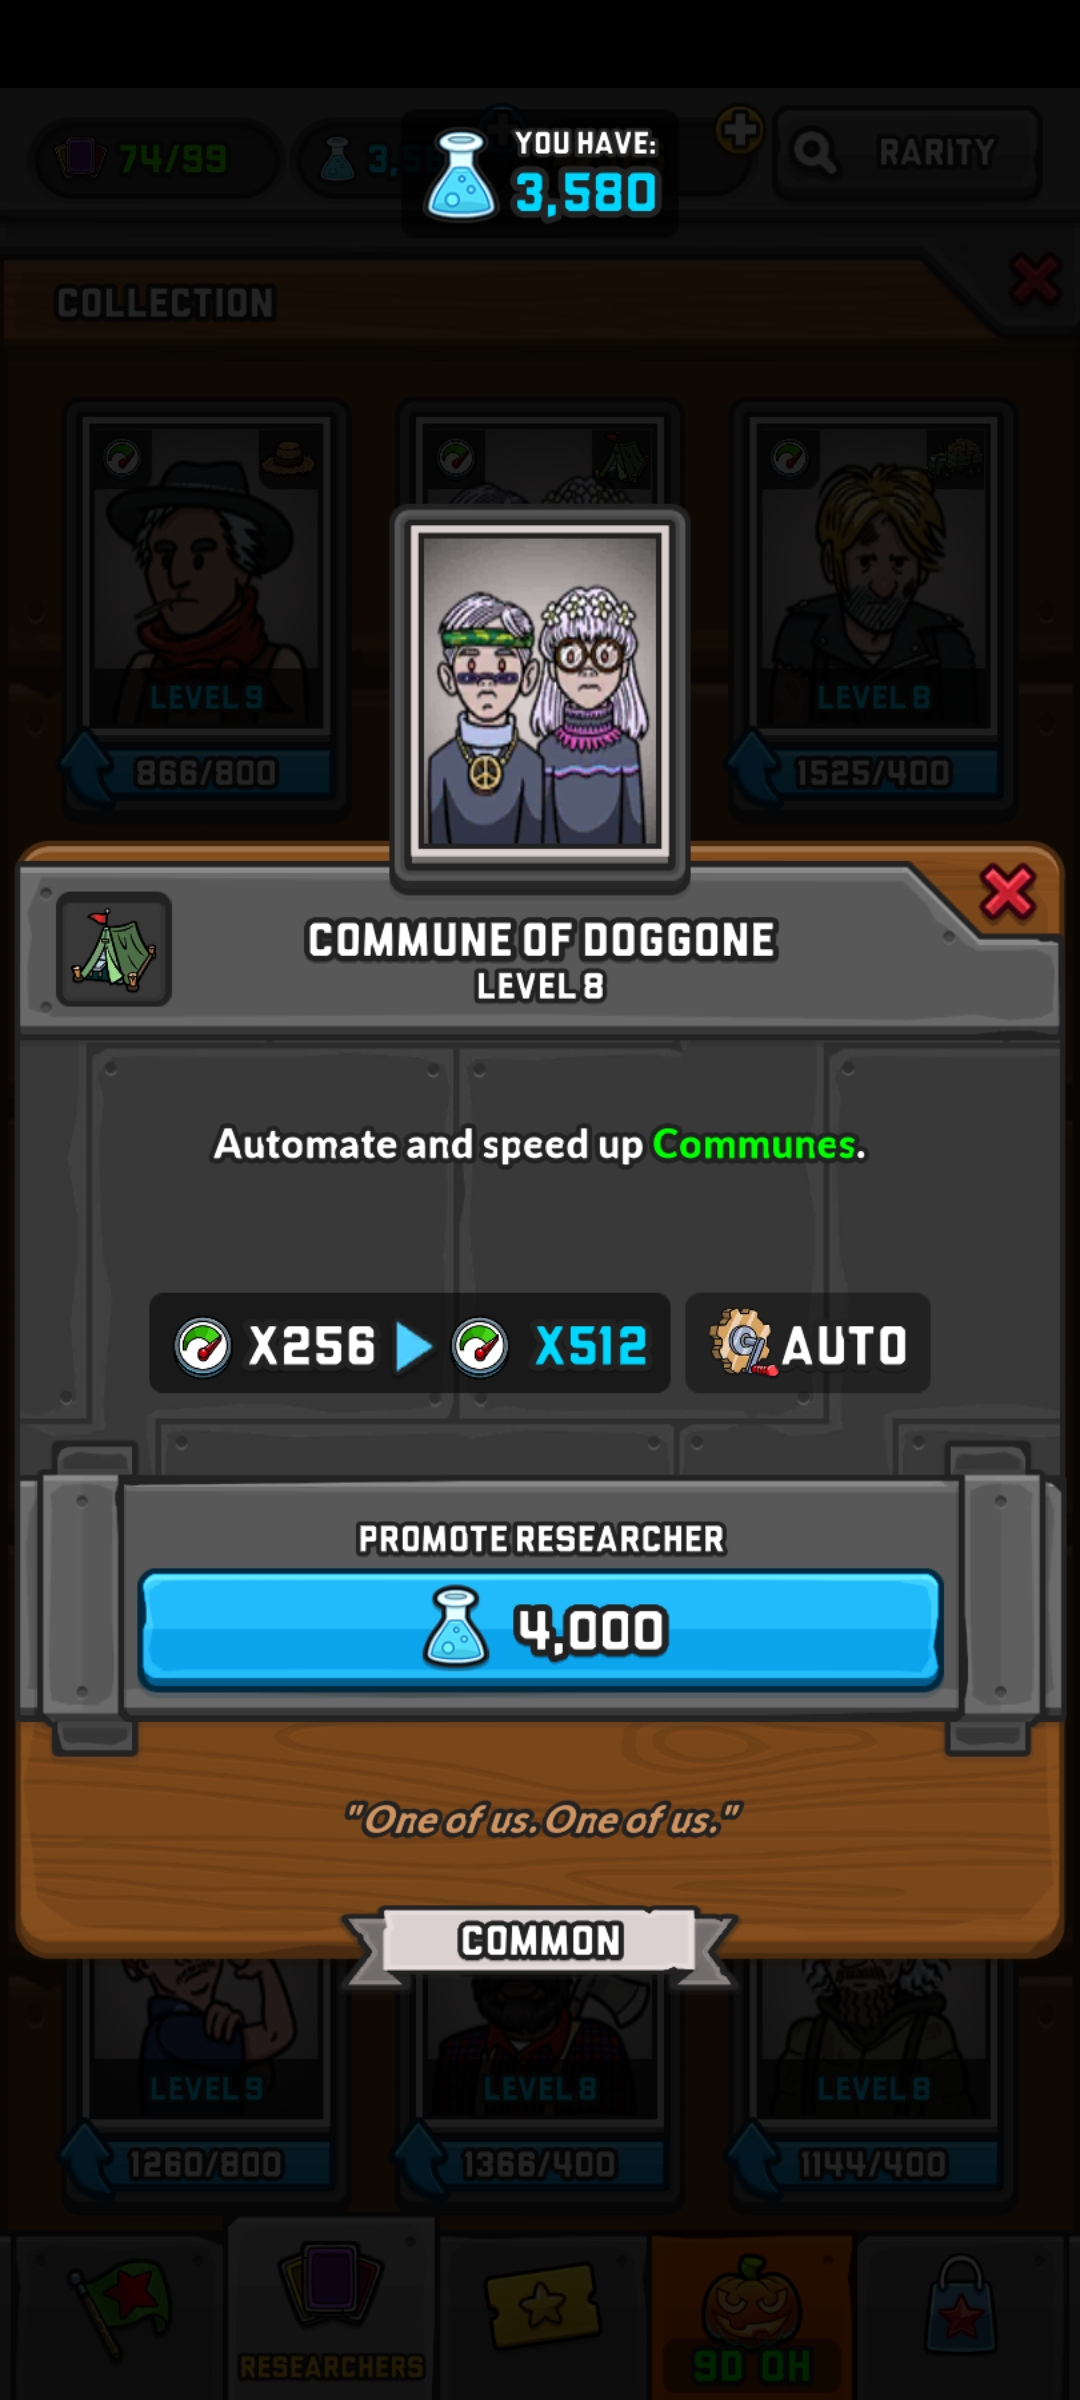 74/99
3,58
YOU HAVE:
3,580
RARITY
COLLECTION
LEVEL 9
LEVEL 8
866/800
1525/400
COMMUNE OF DOGGONE
LEVEL 8
Automate and speed up Communes.
X256
X512
AUTO
PROMOTE RESEARCHER
4,000
"One of us. One of us."
COMMON
LEVEL 9
LEVEL 8
LEVEL 8
1260/800
1366/400
1144/400
RESEARCHERS
9D 0H